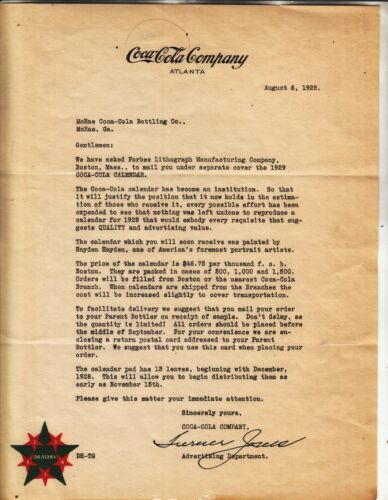 Coca-Cola Company
ATLANTA
August 6, 1928.
McRae Coca-Cola Bottling Co.,
McRae, Ga.
Gentlemen:
We have asked Forbes Lithograph Manufacturing Company,
Boston, Mass., to mail you under separate cover the 1929
COCA-COLA CALENDAR.
The Coca-Cola calendar has become an institution. So that
it will justify the position that it now holds in the estima-
tion of those who receive it, every possible effort has been
expended to see that nothing was left undone to reproduce a
calendar for 1929 that would embody every requisite that sug-
gests QUALITY and advertising value.
The calendar which you will soon receive was painted by
Hayden Hayden, one of America's foremost portrait artists.
The price of the calendar is $46.75 per thousand f. o. b.
Boston. They are packed in cases of 500, 1,000 and 1,500.
Orders will be filled from Boston or the nearest Coca-Cola
Branch. When calendars are shipped from the Branches the
cost will be increased slightly to cover transportation.
To facilitate delivery we suggest that you mail your order
to your Parent Bottler on receipt of sample. Don't delay, as
the quantity is limited! All orders should be placed before
the middle of September. For your convenience we are en-
closing a return postal card addressed to your Parent
Bottler. We suggest that you use this card when placing your
order.
The calendar pad has 13 leaves, beginning with December,
1928. This will allow you to begin distributing them as
early as November 15th.
Please give this matter your immediate attention.
Sincerely yours,
COCA-COLA COMPANY.
Turner Jones
DH-TG
Advertising Department.
DEALERS